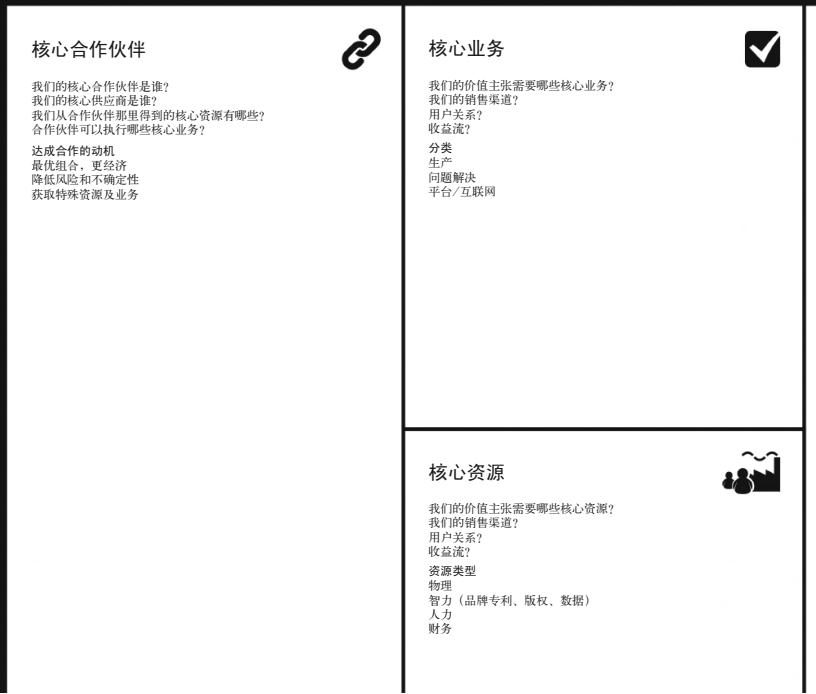 核心合作伙伴
我们的核心合作伙伴是谁?
我们的核心供应商是谁?
我们从合作伙伴那里得到的核心资源有哪些?
合作伙伴可以执行哪些核心业务?
达成合作的动机
最优组合，更经济
降低风险和不确定性
获取特殊资源及业务
核心业务
我们的价值主张需要哪些核心业务?
我们的销售渠道?
用户关系?
收益流?
分类
生产
问题解决
平台/互联网
核心资源
我们的价值主张需要哪些核心资源?
我们的销售渠道?
用户关系?
收益流?
资源类型
物理
智力（品牌专利、版权、数据）
人力
财务